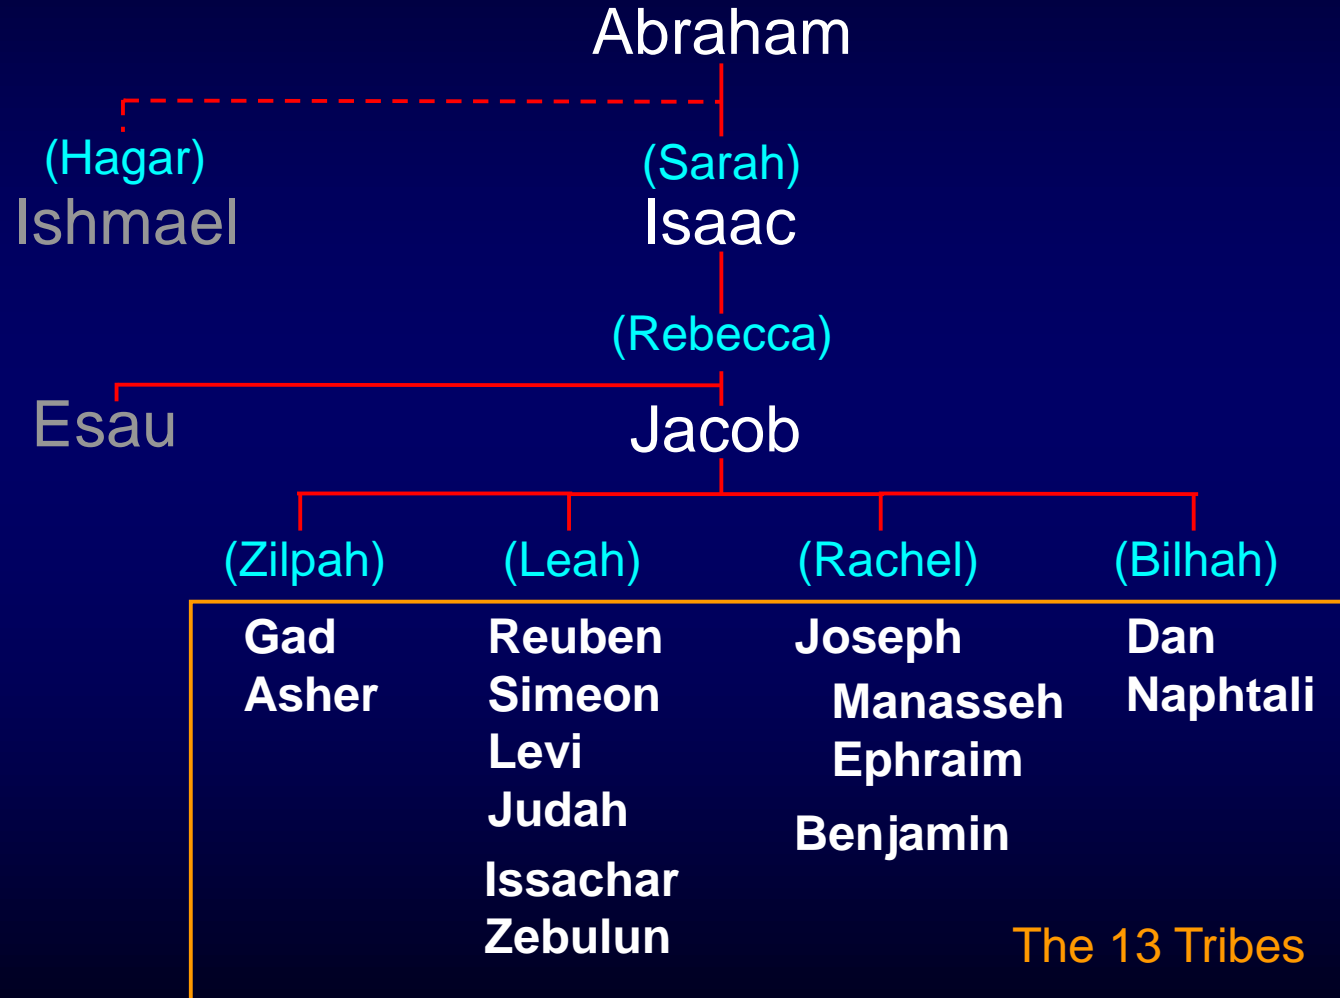 Abraham
(Hagar)
Ishmael
(Sarah)
Isaac
(Rebecca)
Esau
Jacob
(Zilpah)
Gad
Asher
(Leah)
Reuben
Simeon
Levi
Judah
Issachar
Zebulun
(Rachel)
Joseph
Manasseh
Ephraim
Benjamin
(Bilhah)
Dan
Naphtali
The 13 Tribes